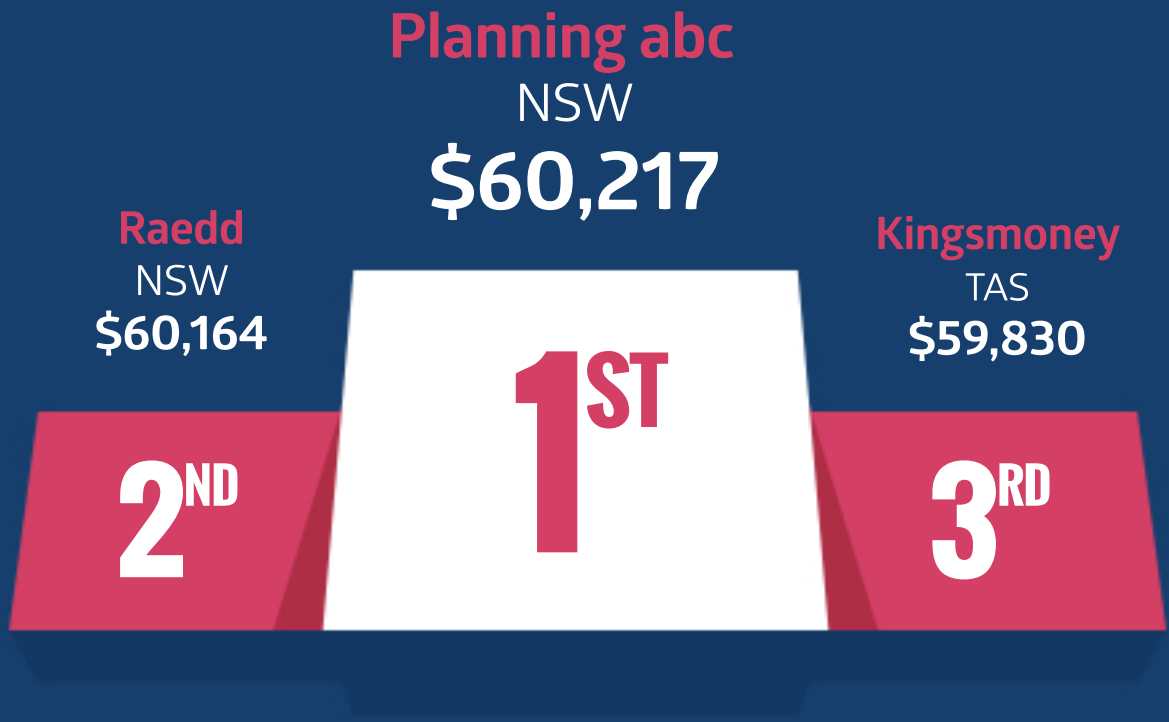 Planning abc
NSW
$60,217
Raedd
NSW
$60,164
Kingsmoney
TAS
$59,830
1ST
2ND
3RD